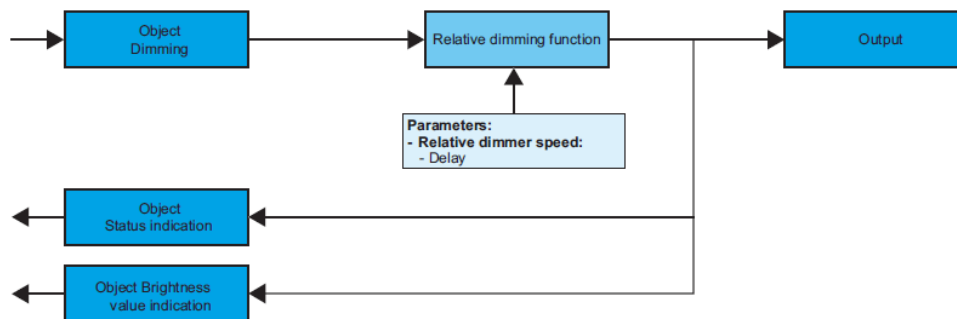 Object
Dimming
Relative dimming function
Output
Parameters:
- Relative dimmer speed:
- Delay
Object
Status indication
Object Brightness
value indication